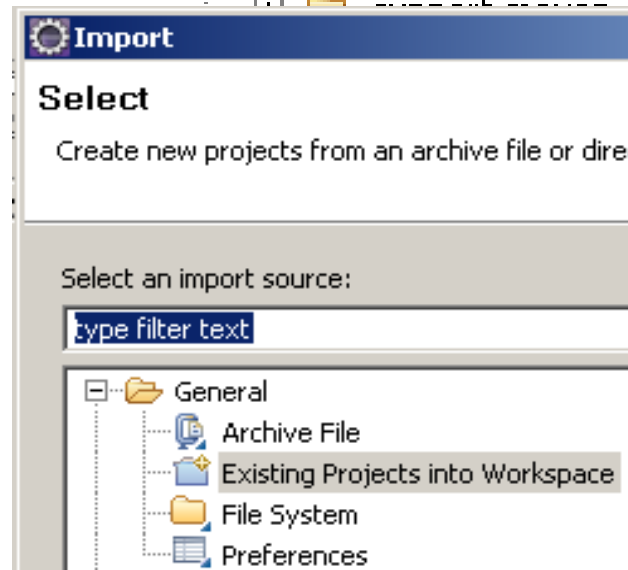 Import
Select
Create new projects from an archive file or dire
Select an import source:
type filter text
General
Archive File
Existing Projects into Workspace
File System
Preferences